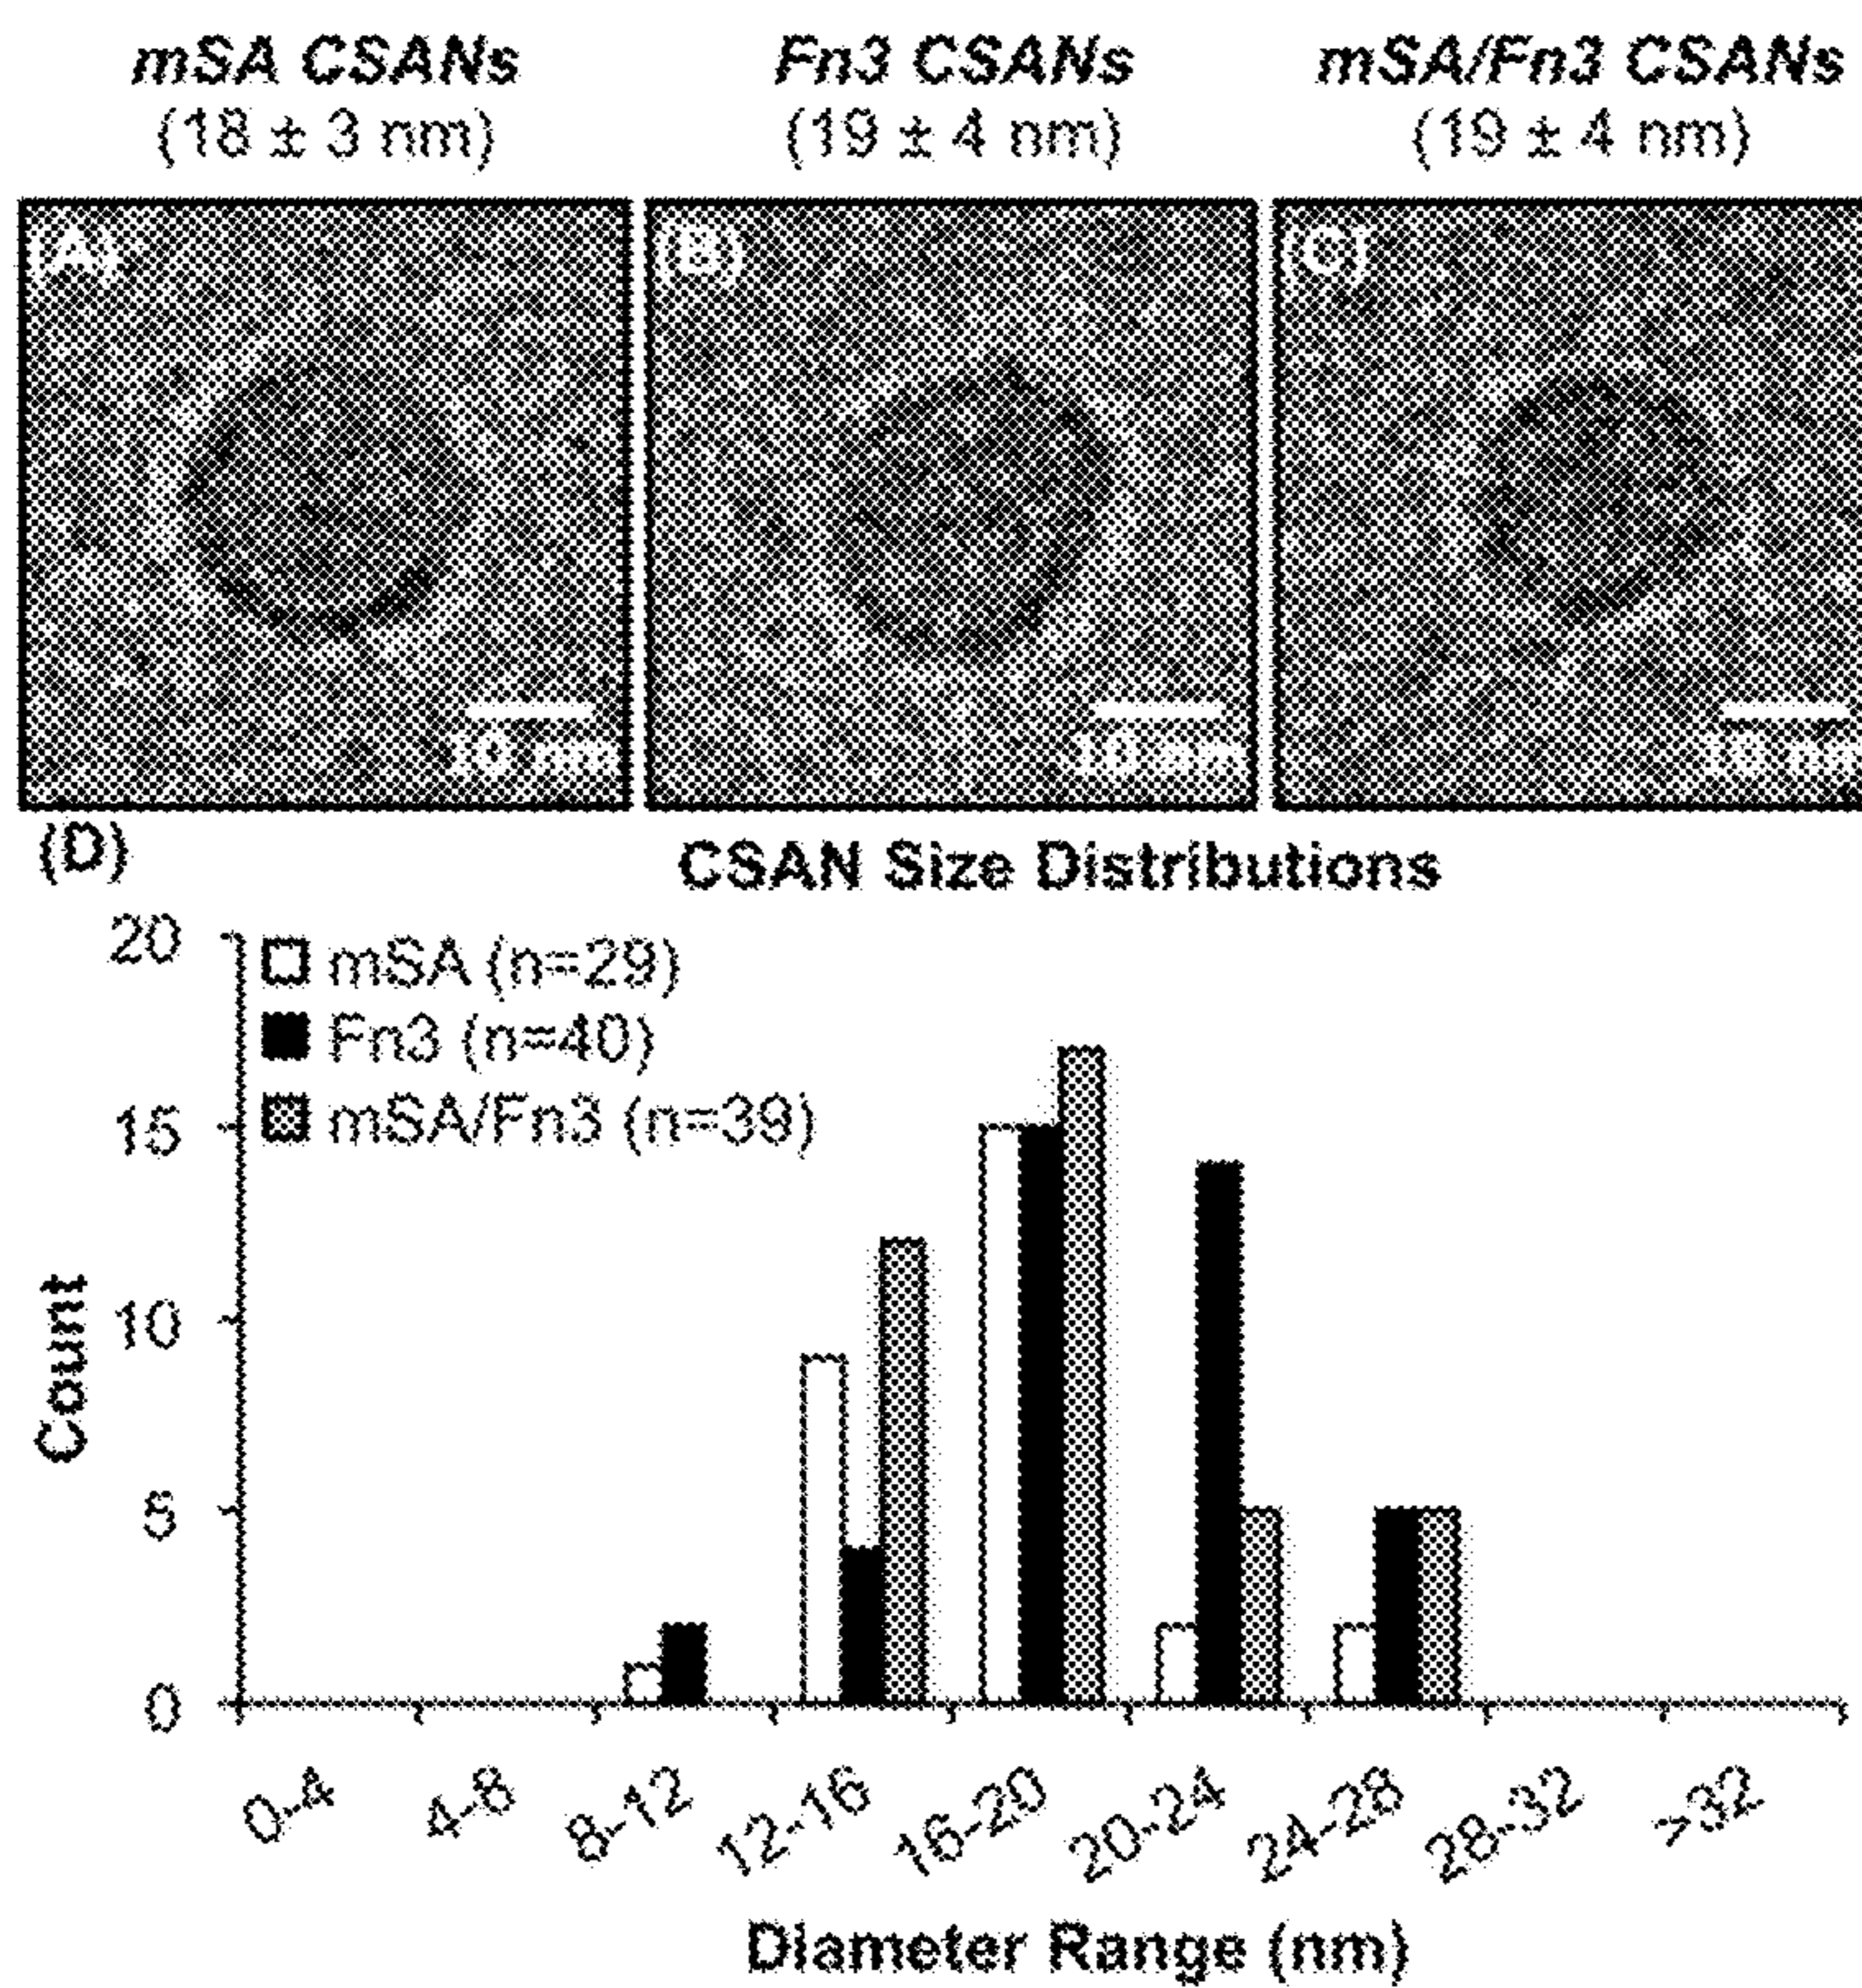 mSA CSANs
(18 ± 3 nm)
Fn3 CSANs
(19 ± 4 nm)
mSA/Fn3 CSANs
(19 ± 4 nm)
(A)
(B)
(C)
10 nm
10 nm
10 nm
(D)
CSAN Size Distributions
20
15
10
5
0
Count
mSA (n=29)
Fn3 (n=40)
mSA/Fn3 (n=39)
0-4
4-8
8-12
12-16
16-20
20-24
24-28
28-32
>32
Diameter Range (nm)